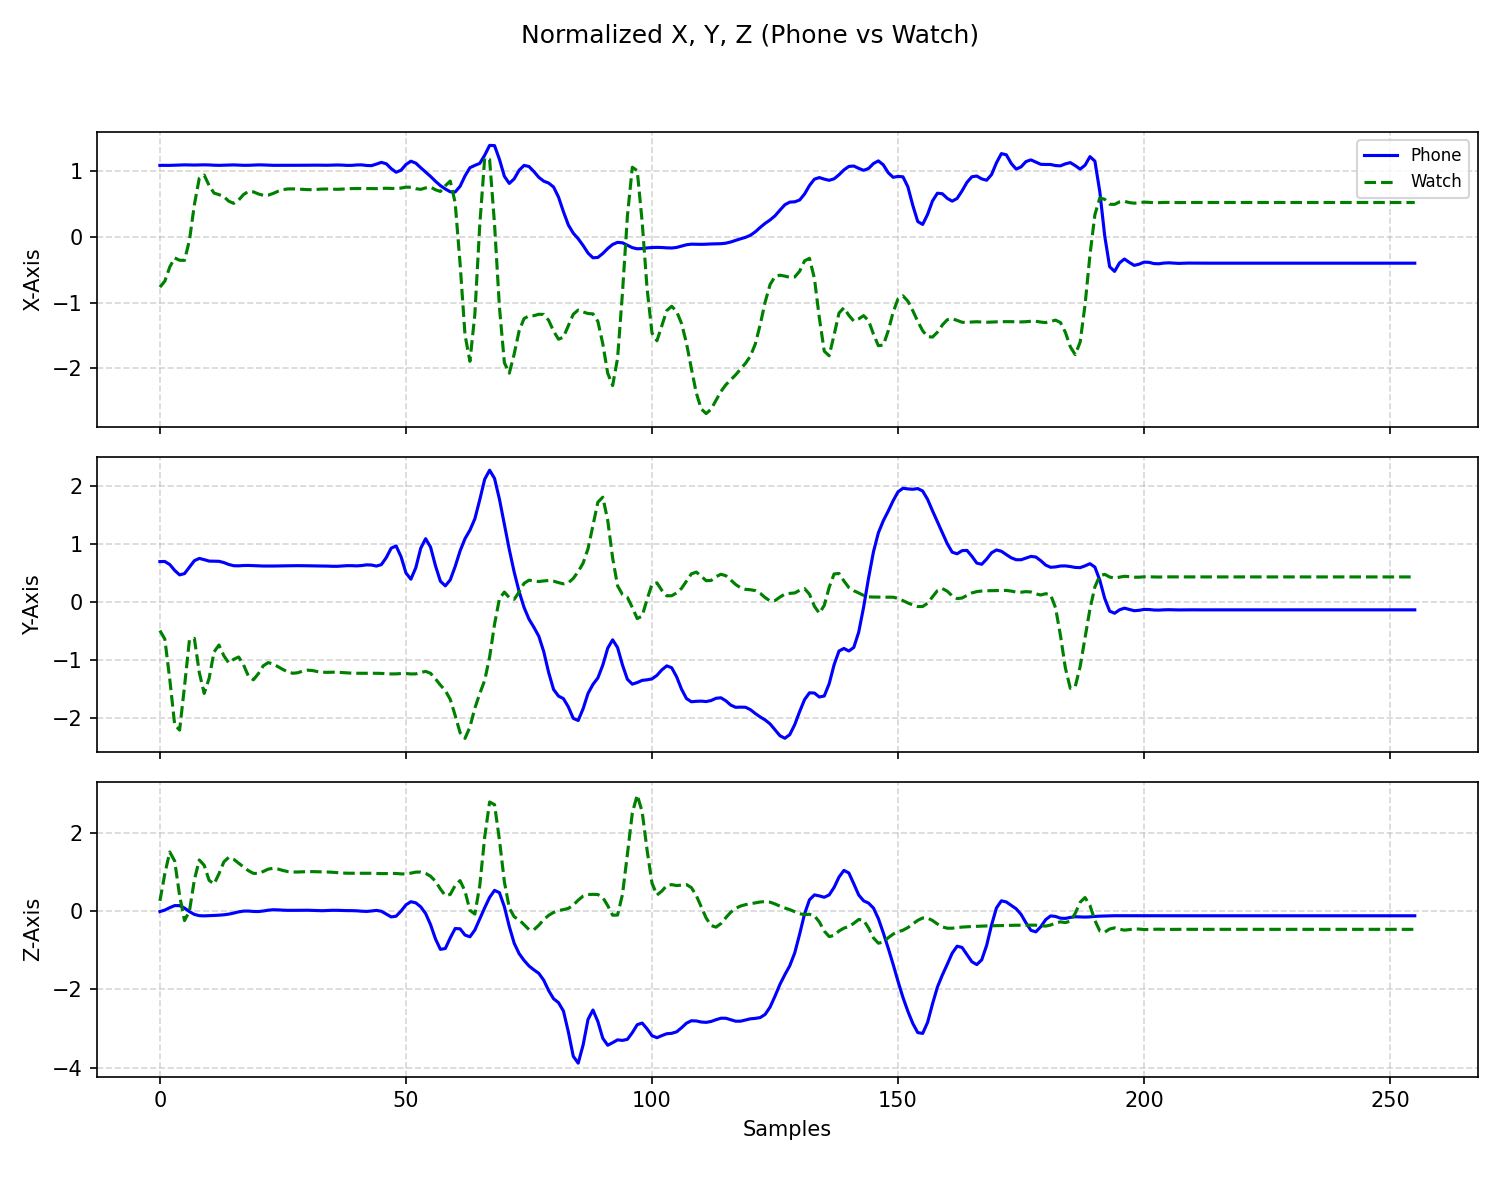 Normalized X, Y, Z (Phone vs Watch)
Phone
Watch
X-Axis
1
0
−1
−2
Y-Axis
2
1
0
−1
−2
Z-Axis
2
0
−2
−4
0 50 100 150 200 250
Samples